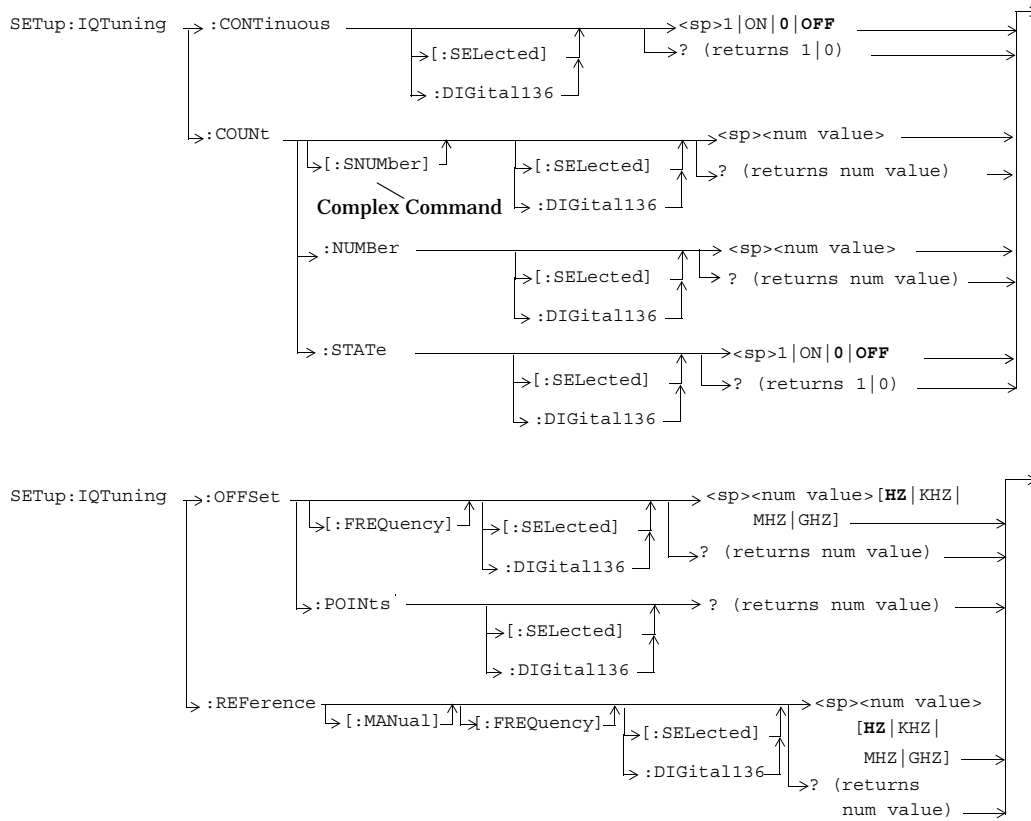 SETup:IQTuning :CONTinuous <sp>1|ON|0|OFF
[:SELected] ? (returns 1|0)
:DIGital136
:COUNt <sp><num value>
[:SNUMber] [:SELected] ? (returns num value)
Complex Command :DIGital136
:NUMBer <sp><num value>
[:SELected] ? (returns num value)
:DIGital136
:STATe <sp>1|ON|0|OFF
[:SELected] ? (returns 1|0)
:DIGital136
SETup:IQTuning :OFFSet <sp><num value>[HZ|KHZ|
[:FREQuency] [:SELected] MHZ|GHZ]
:DIGital136 ? (returns num value)
:POINts ? (returns num value)
[:SELected]
:DIGital136
:REFerence <sp><num value>
[:MANual] [:FREQuency] [:SELected] [HZ|KHZ|
:DIGital136 MHZ|GHZ]
? (returns
num value)